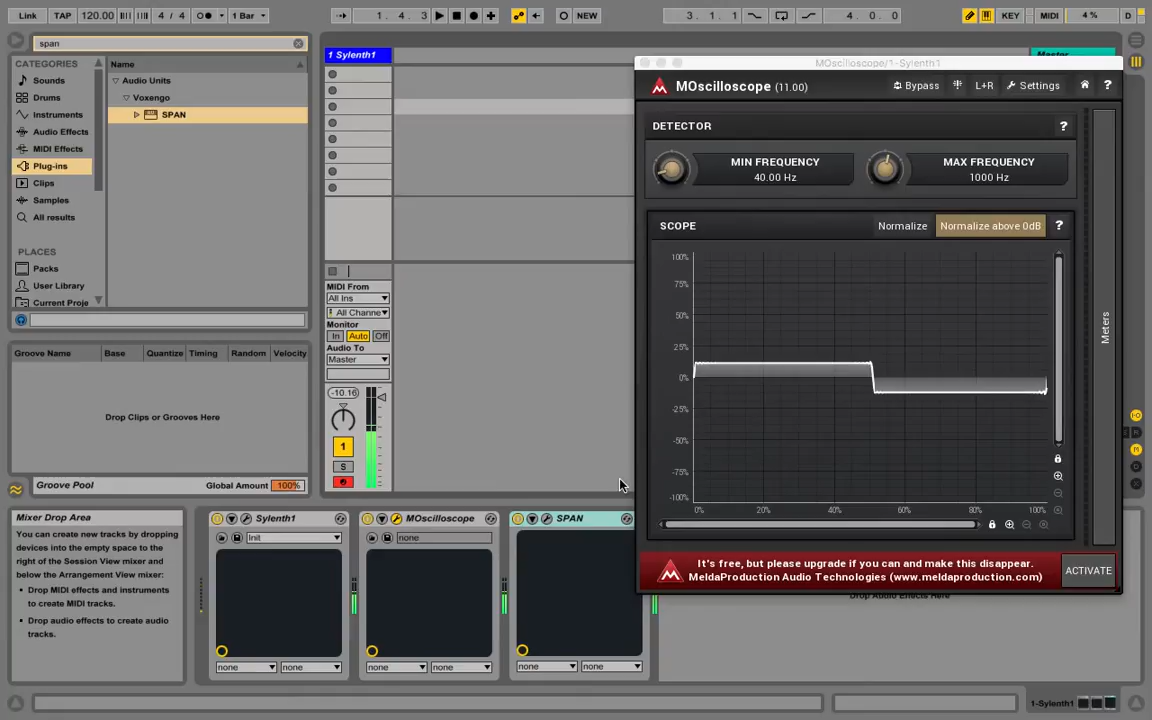 Link TAP 120.00 4 / 4 1 Bar 1. 4. 3 NEW 3. 1. 1 4. 0. 0 KEY MIDI 4 % D
span
CATEGORIES
Sounds
Drums
Instruments
Audio Effects
MIDI Effects
Plug-ins
Clips
Samples
All results
PLACES
Packs
User Library
Current Proje
Name
Audio Units
Voxengo
SPAN
Groove Name Base Quantize Timing Random Velocity
Drop Clips or Grooves Here
Groove Pool Global Amount 100%
1 Sylenth1
Master
MIDI From
All Ins
All Channe
Monitor
In Auto Off
Audio To
Master
-10.16
1
S
MOscilloscope/1-Sylenth1
MOscilloscope (11.00) Bypass L+R Settings ?
DETECTOR ?
MIN FREQUENCY
40.00 Hz
MAX FREQUENCY
1000 Hz
SCOPE Normalize Normalize above 0dB ?
100%
75%
50%
25%
0%
-25%
-50%
-75%
-100%
0% 20% 40% 60% 80% 100%
Meters
It's free, but please upgrade if you can and make this disappear.
MeldaProduction Audio Technologies (www.meldaproduction.com)
ACTIVATE
Mixer Drop Area
You can create new tracks by dropping
devices into the empty space to the
right of the Session View mixer and
below the Arrangement View mixer:
Drop MIDI effects and instruments
to create MIDI tracks.
Drop audio effects to create audio
tracks.
Sylenth1
Init
none none
MOscilloscope
none
none none
SPAN
none none
Drop Audio Effects Here
1-Sylenth1